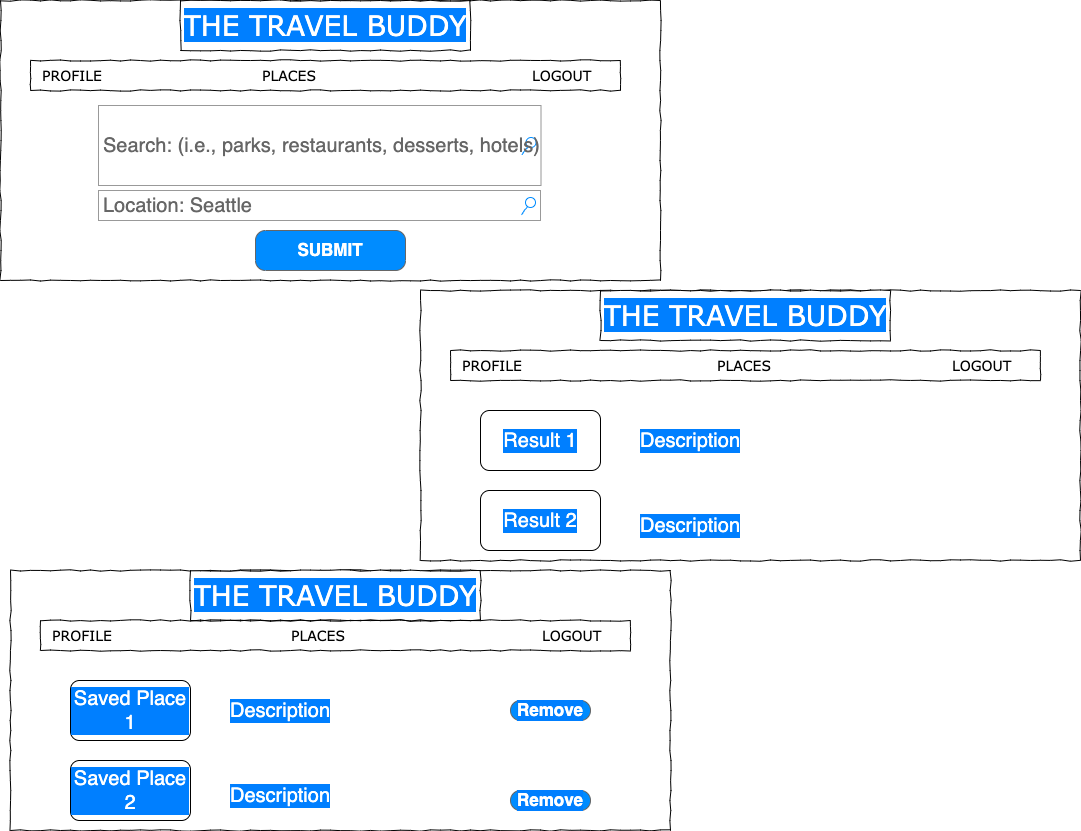 THE TRAVEL BUDDY
PROFILE PLACES LOGOUT
Search: (i.e., parks, restaurants, desserts, hotels)
Location: Seattle
SUBMIT
THE TRAVEL BUDDY
PROFILE PLACES LOGOUT
Result 1 Description
Result 2 Description
THE TRAVEL BUDDY
PROFILE PLACES LOGOUT
Saved Place
1
Description
Remove
Saved Place
2
Description
Remove